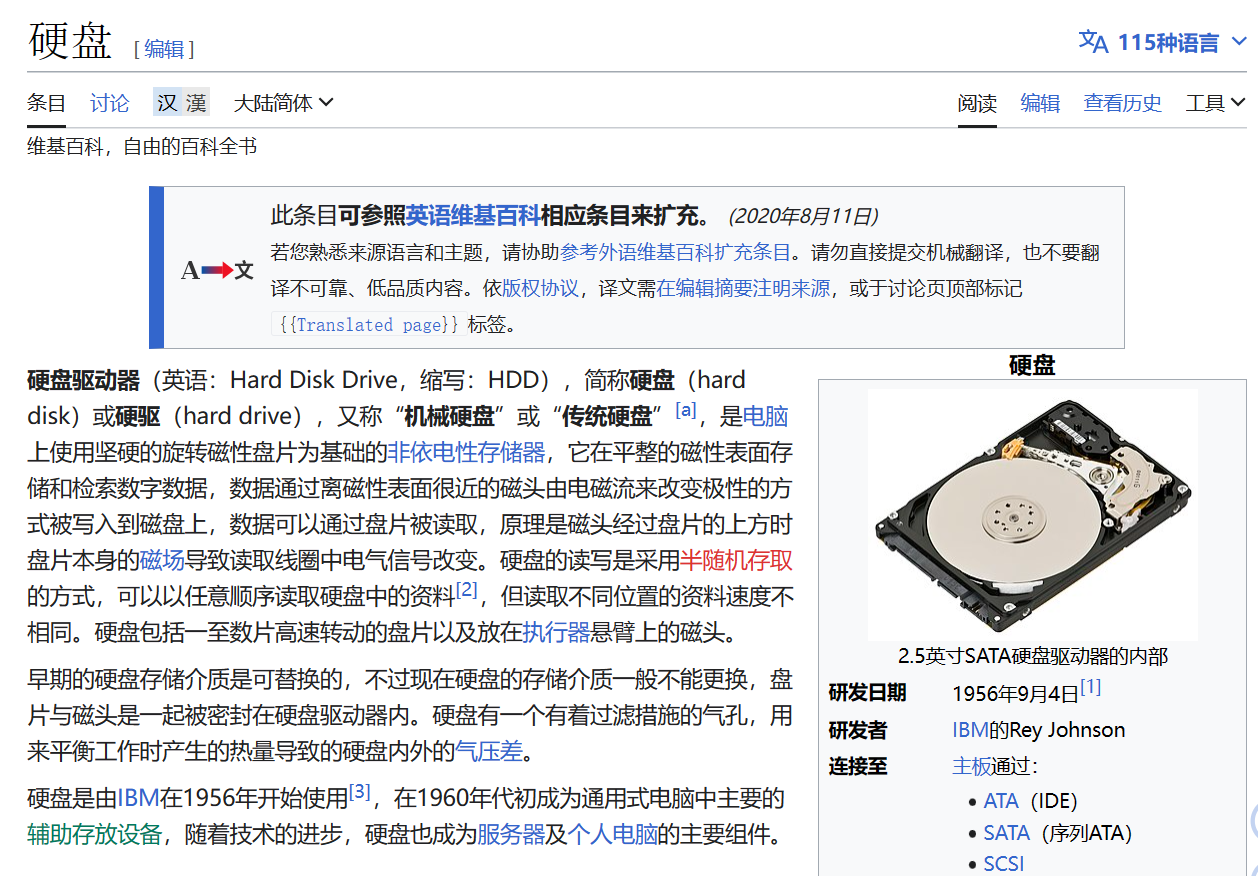 硬盘 [编辑]
文A 115种语言
条目 讨论 汉 漢 大陆简体
阅读 编辑 查看历史 工具
维基百科，自由的百科全书
此条目可参照英语维基百科相应条目来扩充。 (2020年8月11日)
A 文
若您熟悉来源语言和主题，请协助参考外语维基百科扩充条目。请勿直接提交机械翻译，也不要翻
译不可靠、低品质内容。依版权协议，译文需在编辑摘要注明来源，或于讨论页顶部标记
{{Translated page}} 标签。
硬盘驱动器（英语：Hard Disk Drive，缩写：HDD），简称硬盘（hard
disk）或硬驱（hard drive），又称“机械硬盘”或“传统硬盘”[a]，是电脑
上使用坚硬的旋转磁性盘片为基础的非依电性存储器，它在平整的磁性表面存
储和检索数字数据，数据通过离磁性表面很近的磁头由电磁流来改变极性的方
式被写入到磁盘上，数据可以通过盘片被读取，原理是磁头经过盘片的上方时
盘片本身的磁场导致读取线圈中电气信号改变。硬盘的读写是采用半随机存取
的方式，可以以任意顺序读取硬盘中的资料[2]，但读取不同位置的资料速度不
相同。硬盘包括一至数片高速转动的盘片以及放在执行器悬臂上的磁头。
早期的硬盘存储介质是可替换的，不过现在硬盘的存储介质一般不能更换，盘
片与磁头是一起被密封在硬盘驱动器内。硬盘有一个有着过滤措施的气孔，用
来平衡工作时产生的热量导致的硬盘内外的气压差。
硬盘是由IBM在1956年开始使用[3]，在1960年代初成为通用式电脑中主要的
辅助存放设备，随着技术的进步，硬盘也成为服务器及个人电脑的主要组件。
硬盘
2.5英寸SATA硬盘驱动器的内部
研发日期 1956年9月4日[1]
研发者 IBM的Rey Johnson
连接至 主板通过：
• ATA（IDE）
• SATA（序列ATA）
• SCSI